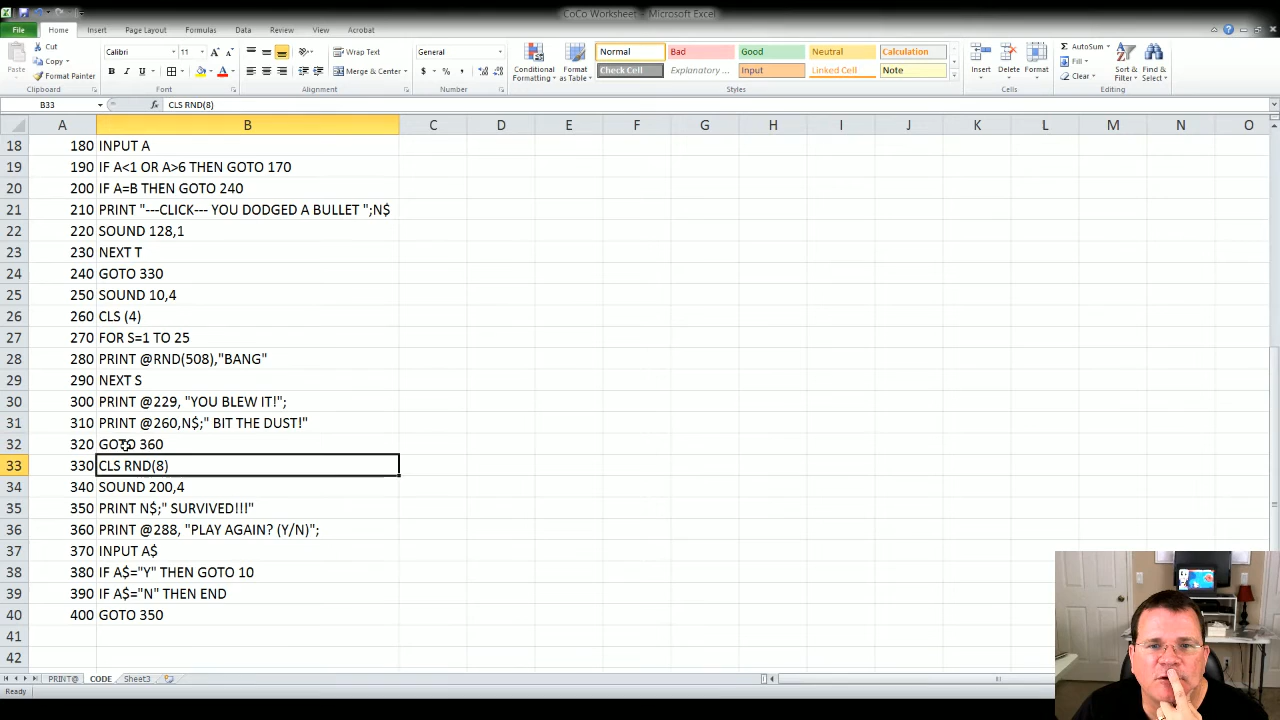 CoCo Worksheet - Microsoft Excel
File Home Insert Page Layout Formulas Data Review View Acrobat
Cut
Copy
Format Painter
Paste
Clipboard
Calibri 11
B I U
Font
Wrap Text
Merge & Center
Alignment
General
$ % ,
Number
Conditional Formatting
Format as Table
Normal Bad Good Neutral Calculation
Check Cell Explanatory ... Input Linked Cell Note
Styles
Insert Delete Format
Cells
AutoSum
Fill
Clear
Sort & Filter
Find & Select
Editing
B33 fx CLS RND(8)
A B C D E F G H I J K L M N O
18 180 INPUT A
19 190 IF A<1 OR A>6 THEN GOTO 170
20 200 IF A=B THEN GOTO 240
21 210 PRINT "---CLICK--- YOU DODGED A BULLET ";N$
22 220 SOUND 128,1
23 230 NEXT T
24 240 GOTO 330
25 250 SOUND 10,4
26 260 CLS (4)
27 270 FOR S=1 TO 25
28 280 PRINT @RND(508),"BANG"
29 290 NEXT S
30 300 PRINT @229, "YOU BLEW IT!";
31 310 PRINT @260,N$;" BIT THE DUST!"
32 320 GOTO 360
33 330 CLS RND(8)
34 340 SOUND 200,4
35 350 PRINT N$;" SURVIVED!!!"
36 360 PRINT @288, "PLAY AGAIN? (Y/N)";
37 370 INPUT A$
38 380 IF A$="Y" THEN GOTO 10
39 390 IF A$="N" THEN END
40 400 GOTO 350
41
42
PRINT@ CODE Sheet3
Ready